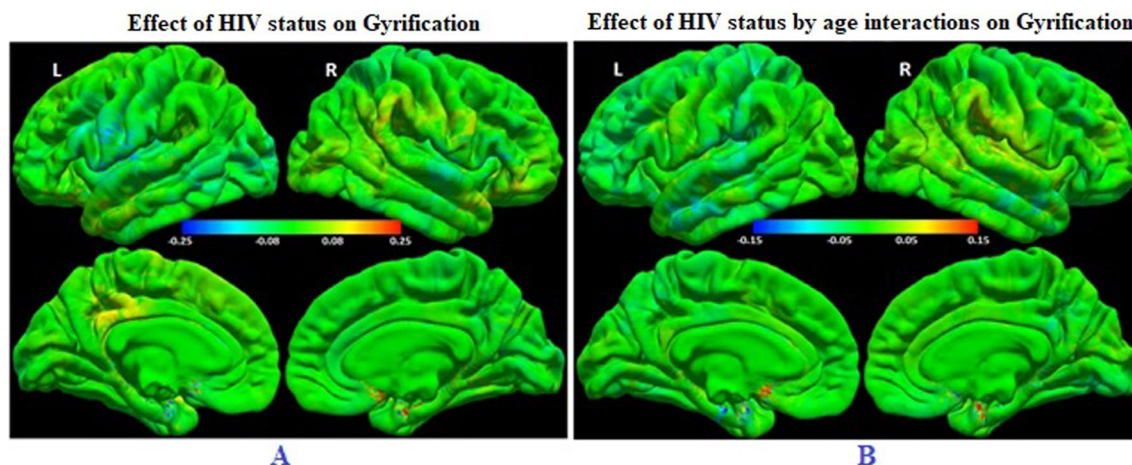 Effect of HIV status on Gyrification
Effect of HIV status by age interactions on Gyrification
L
R
L
R
-0.25
-0.08
0.08
0.25
-0.15
-0.05
0.05
0.15
A
B